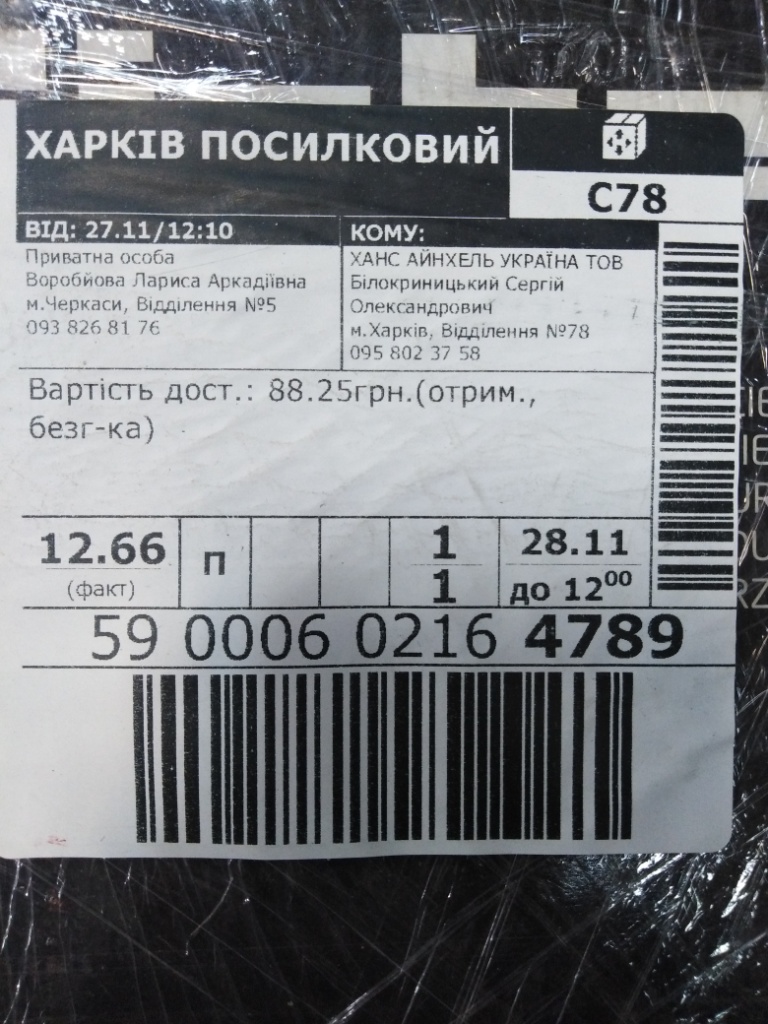 ХАРКІВ ПОСИЛКОВИЙ
С78
ВІД: 27.11/12:10
Приватна особа
Воробйова Лариса Аркадіївна
м.Черкаси, Відділення №5
093 826 81 76
КОМУ:
ХАНС АЙНХЕЛЬ УКРАЇНА ТОВ
Білокриницький Сергій
Олександрович
м.Харків, Відділення №78
095 802 37 58
Вартість дост.: 88.25грн.(отрим.,
безг-ка)
12.66
(факт)
П
1
1
28.11
до 1200
59 0006 0216 4789